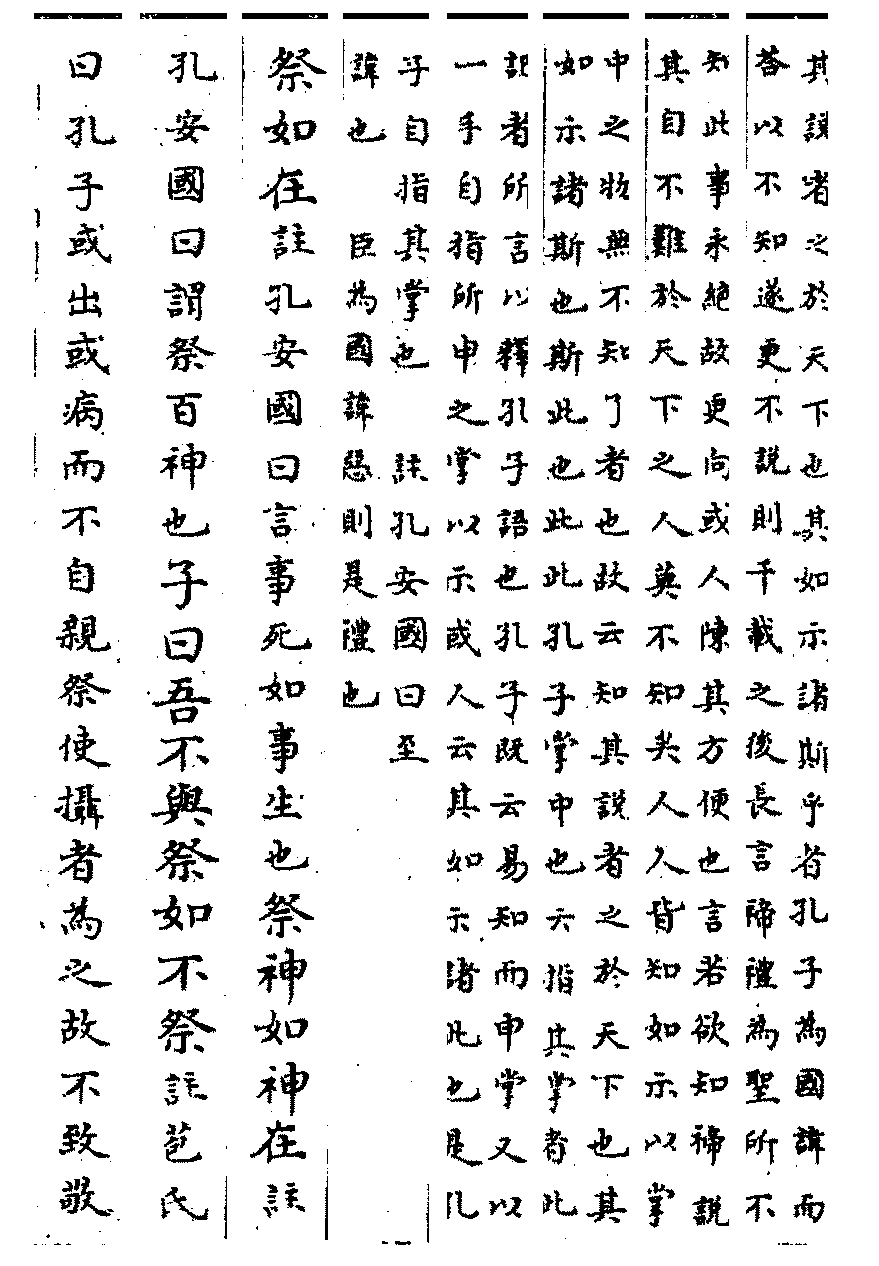 其說者之於天下也其如示諸斯乎者孔子為國諱而
荅以不知遂更不說則千載之後長言禘禮為聖所不
知此事永絕故更向或人陳其方便也言若欲知禘說
其自不難於天下之人莫不知矣人人皆知如示以掌
中之物無不知了者也故云知其說者之於天下也其
如示諸斯也斯此也此此孔子掌中也云指其掌者此
記者所言以釋孔子語也孔子既云易知而申掌又以
一手自指所申之掌以示或人云其如示諸此也是孔
子自指其掌也 註孔安國曰至
諱也 臣為國諱惡則是禮也
祭如在註孔安國曰言事死如事生也祭神如神在註
孔安國曰謂祭百神也子曰吾不與祭如不祭註苞氏
曰孔子或出或病而不自親祭使攝者為之故不致敬